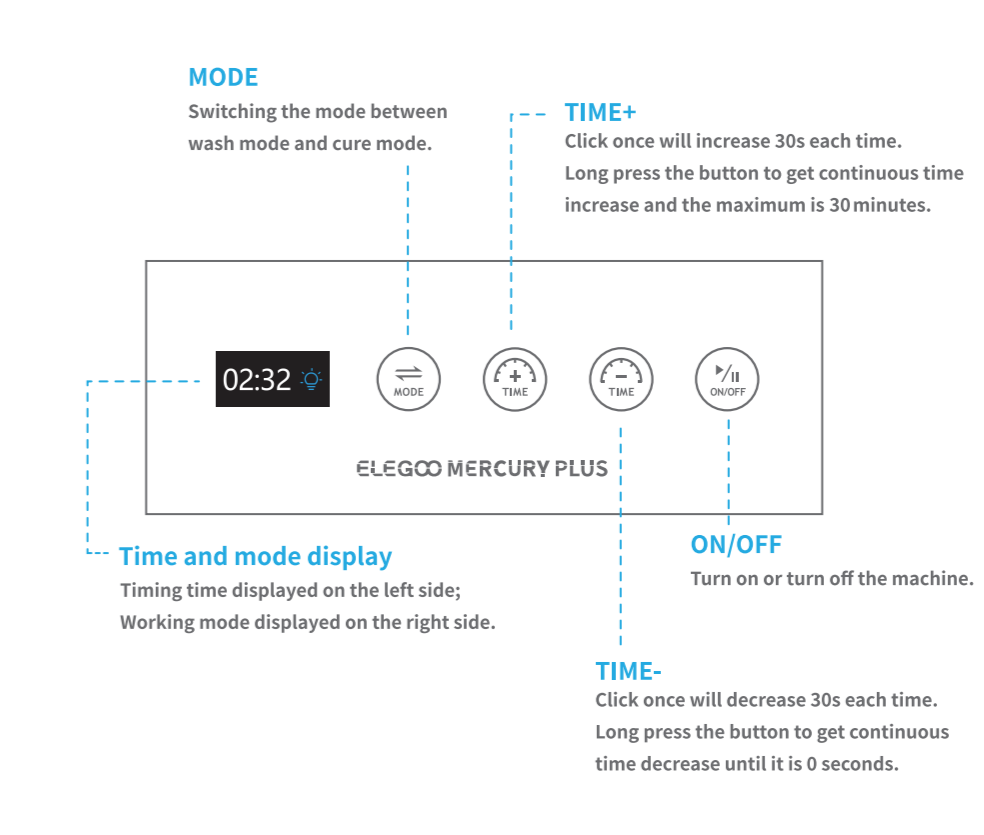 MODE
Switching the mode between
wash mode and cure mode.
TIME+
Click once will increase 30s each time.
Long press the button to get continuous time
increase and the maximum is 30 minutes.
02:32
MODE
TIME
TIME
ON/OFF
ELEGOO MERCURY PLUS
Time and mode display
Timing time displayed on the left side;
Working mode displayed on the right side.
ON/OFF
Turn on or turn off the machine.
TIME-
Click once will decrease 30s each time.
Long press the button to get continuous
time decrease until it is 0 seconds.